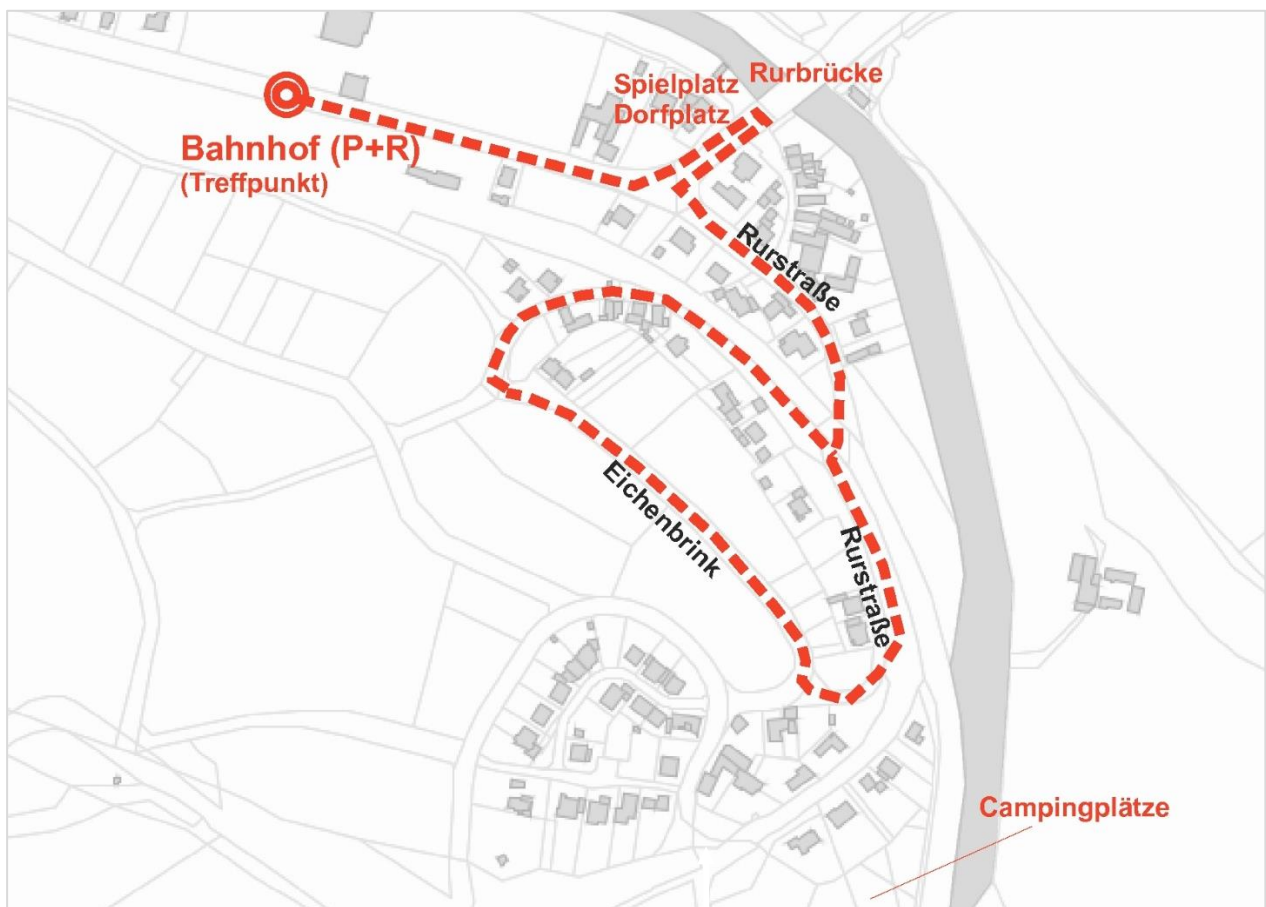 Spielplatz
Dorfplatz
Rurbrücke
Bahnhof (P+R)
(Treffpunkt)
Rurstraße
Eichenbrink
Rurstraße
Campingplätze